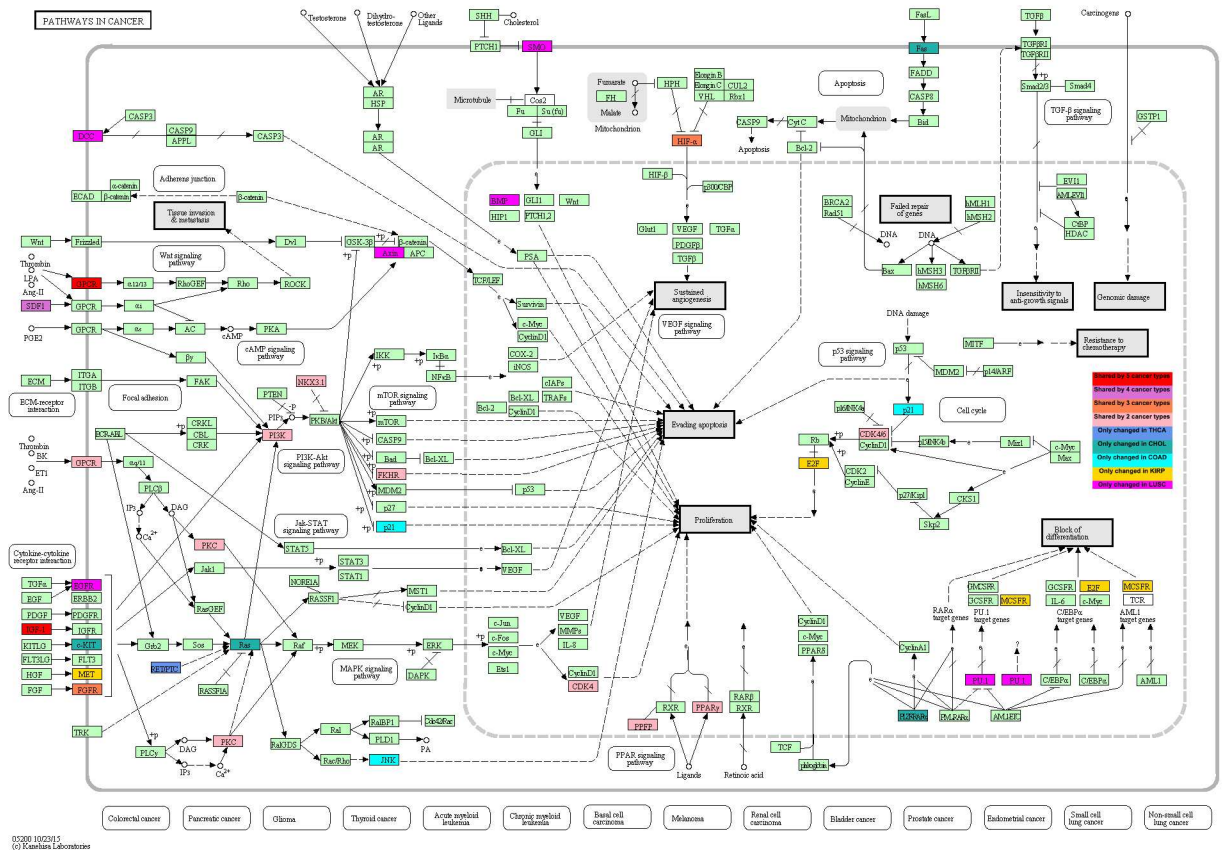 PATHWAYS IN CANCER
Testosterone
Dihydro-
testosterone
Other
Ligands
SHH
Cholesterol
PTCH1
SMO
FasL
Fas
FADD
CASP8
Bid
TGFβ
TGFβRI
TGFβRII
+p
Smad2/3
Smad4
TGF-β signaling
pathway
Carcinogens
GSTP1
AR
HSP
AR
AR
Microtubule
Cos2
Fu
Su (fu)
GLI
Fumarate
FH
Malate
Mitochondrion
HPH
Elongin B
Elongin C
CUL2
VHL
Rbx1
HIF-α
Apoptosis
CASP9
Cyt C
Mitochondrion
Apoptosis
Bcl-2
DCC
CASP3
CASP9
APPL
CASP3
Adherens junction
ECAD
α-catenin
β-catenin
β-catenin
Tissue invasion
& metastasis
BMP
GLI1
Wnt
HIP1
PTCH1,2
HIF-β
p300/CBP
Glut1
VEGF
TGFα
PDGFβ
TGFβ
BRCA2
Rad51
Failed repair
of genes
hMLH1
hMSH2
DNA
DNA
Bax
hMSH3
TGFβRII
hMSH6
EVI1
AMLEVI1
CtBP
HDAC
Wnt
Frizzled
Dvl
GSK-3β
β-catenin
Axin
APC
Wnt signaling
pathway
Thrombin
LPA
Ang-II
GPCR
α12/13
RhoGEF
Rho
ROCK
SDF1
GPCR
αi
PGE2
GPCR
αs
AC
cAMP
PKA
cAMP signaling
pathway
βγ
TCF/LEF
PSA
Survivin
c-Myc
CyclinD1
Sustained
angiogenesis
VEGF signaling
pathway
Insensitivity to
anti-growth signals
Genomic damage
Resistance to
chemotherapy
DNA damage
p53
MITF
MDM2
p14/ARF
p53 signaling
pathway
ECM
ITGA
ITGB
FAK
Focal adhesion
ECM-receptor
interaction
PTEN
NKX3.1
PIP3
PKB/Akt
PI3K
PI3K-Akt
signaling pathway
IKK
IκBα
NFκB
COX-2
iNOS
mTOR signaling
pathway
mTOR
CASP9
Bad
Bcl-XL
FKHR
MDM2
p53
p27
p21
cIAPs
Bcl-XL
TRAFs
Bcl-2
CyclinD1
Evading apoptosis
p21
Cell cycle
p16/INK4a
CDK4/6
CyclinD1
p15/INK4b
Miz1
c-Myc
Max
Rb
E2F
CDK2
CyclinE
p27/Kip1
CKS1
Skp2
Shared by 5 cancer types
Shared by 4 cancer types
Shared by 3 cancer types
Shared by 2 cancer types
Only changed in THCA
Only changed in CHOL
Only changed in COAD
Only changed in KIRP
Only changed in LUSC
BCR-ABL
CRKL
CBL
CRK
Thrombin
BK
ET1
Ang-II
GPCR
αq/11
PLCβ
IP3
DAG
Ca2+
PKC
Jak-STAT
signaling pathway
STAT5
Bcl-XL
Jak1
STAT3
STAT1
VEGF
Proliferation
Block of
differentiation
Cytokine-cytokine
receptor interaction
TGFα
EGFR
EGF
ERBB2
PDGF
PDGFR
IGF-1
IGFR
KITLG
c-KIT
FLT3LG
FLT3
HGF
MET
FGF
FGFR
TRK
RasGEF
Grb2
Sos
Ras
RET/PTC
RASSF1A
NORE1A
RASSF1
MST1
CyclinD1
Raf
MEK
ERK
DAPK
MAPK signaling
pathway
c-Jun
c-Fos
c-Myc
Ets1
VEGF
MMPs
IL-8
CyclinD1
CDK4
RXR
PPARγ
PPFP
RARβ
RXR
PPAR signaling
pathway
Ligands
Retinoic acid
CyclinD1
c-Myc
PPARδ
TCF
CyclinA1
GMCSFR
GCSFR
MCSFR
GCSFR
E2F
MCSFR
IL-6
c-Myc
TCR
RARα
target genes
PU.1
target genes
C/EBPα
target genes
AML1
target genes
PU.1
?
PU.1
C/EBPα
C/EBPα
AML1
PML-RARα
PLCγ
DAG
IP3
Ca2+
PKC
RalGDS
Ral
RalBP1
Cdc42/Rac
PLD1
PA
Rac/Rho
JNK
Colorectal cancer
Pancreatic cancer
Glioma
Thyroid cancer
Acute myeloid
leukemia
Chronic myeloid
leukemia
Basal cell
carcinoma
Melanoma
Renal cell
carcinoma
Bladder cancer
Prostate cancer
Endometrial cancer
Small cell
lung cancer
Non-small cell
lung cancer
05200 10/23/15
(c) Kanehisa Laboratories